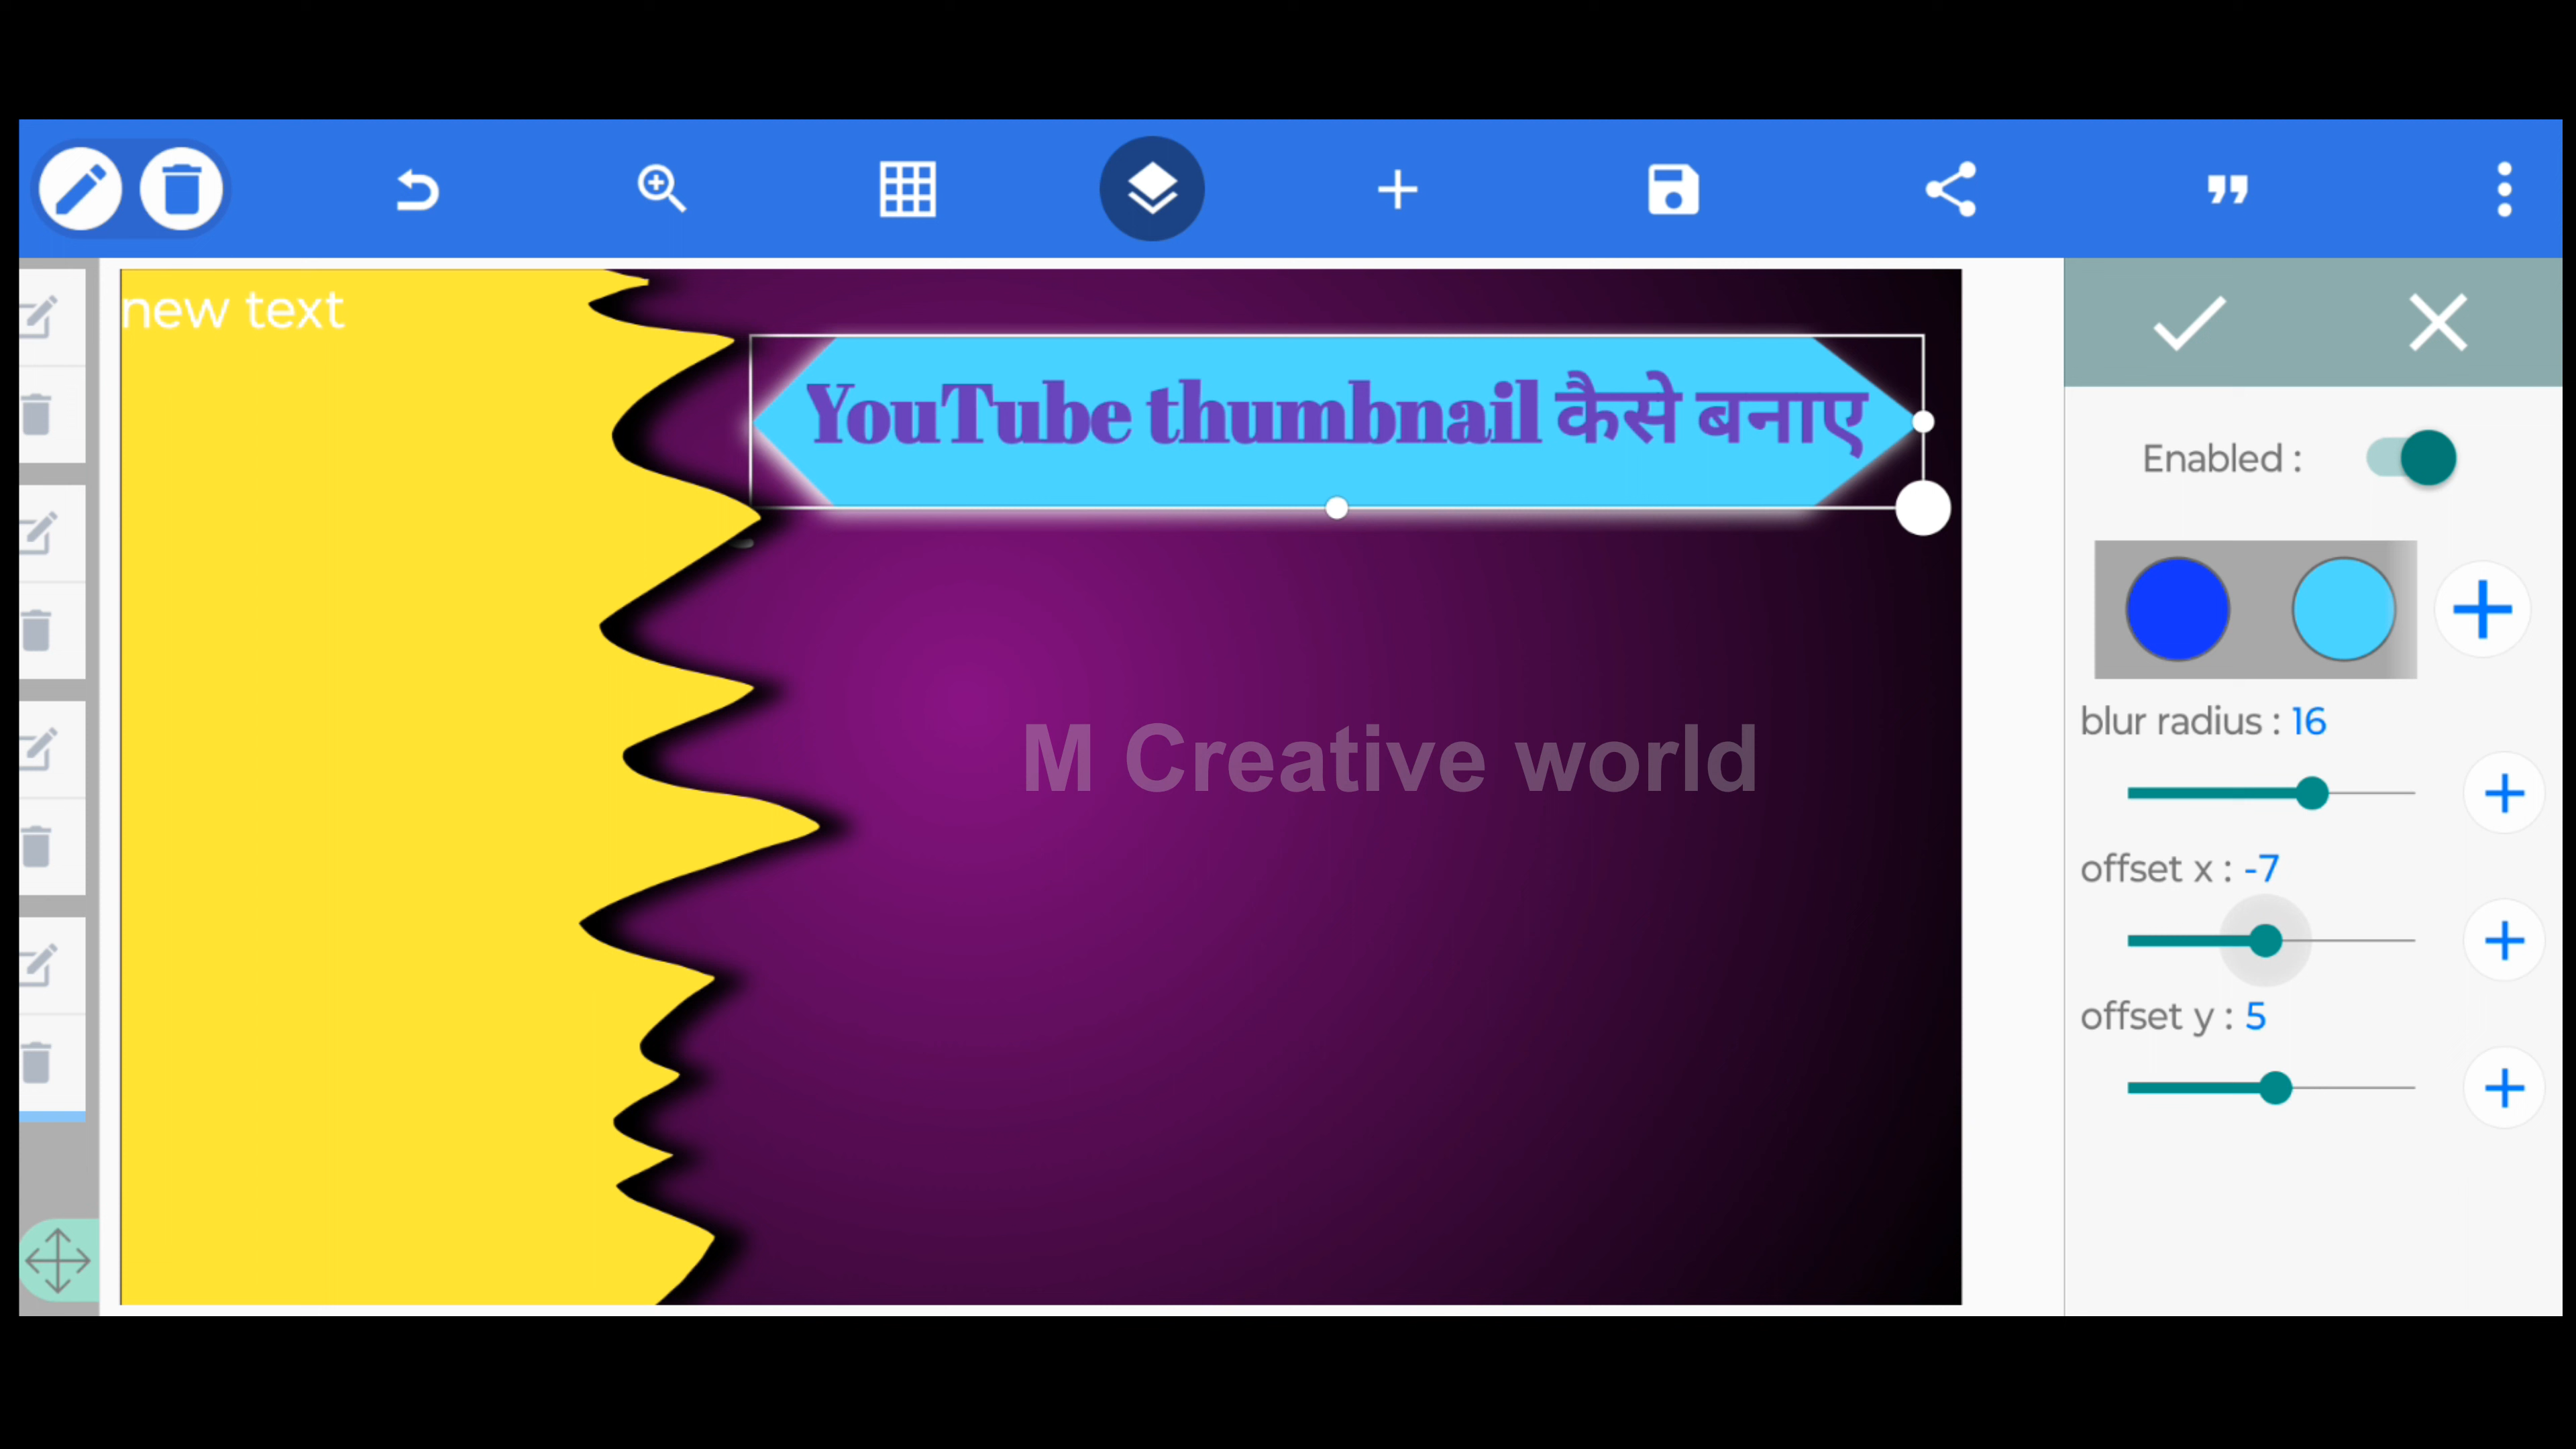 new text
YouTube thumbnail कैसे बनाए
M Creative world
Enabled :
blur radius : 16
offset x : -7
offset y : 5